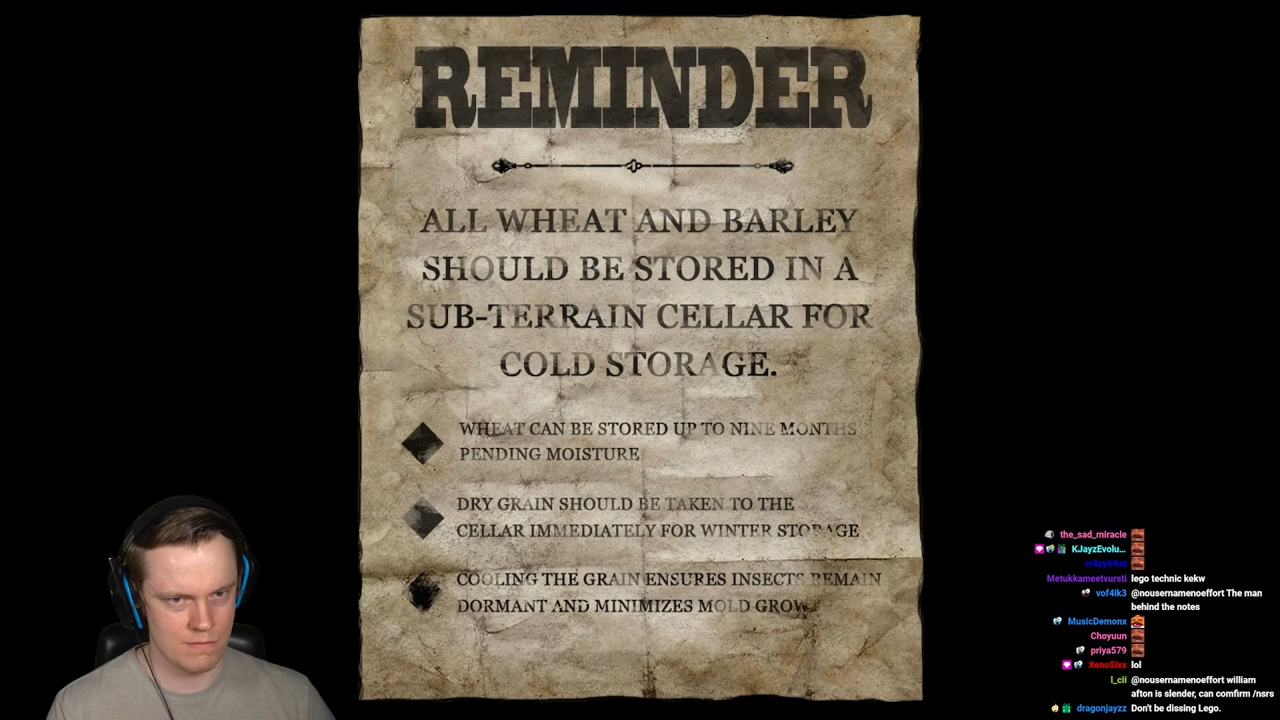 REMINDER
ALL WHEAT AND BARLEY
SHOULD BE STORED IN A
SUB-TERRAIN CELLAR FOR
COLD STORAGE.
WHEAT CAN BE STORED UP TO NINE MONTHS
PENDING MOISTURE
DRY GRAIN SHOULD BE TAKEN TO THE
CELLAR IMMEDIATELY FOR WINTER STORAGE
COOLING THE GRAIN ENSURES INSECTS REMAIN
DORMANT AND MINIMIZES MOLD GROWTH
the_sad_miracle
KJayzEvolu...
Metukkameetvursti lego technic kekw
vof4ik3 @nousernamenoeffort The man
behind the notes
MusicDemonx
Choyuun
priya579
XenoSixx lol
l_cii @nousernamenoeffort william
afton is slender, can comfirm /nsrs
dragonjayzz Don't be dissing Lego.